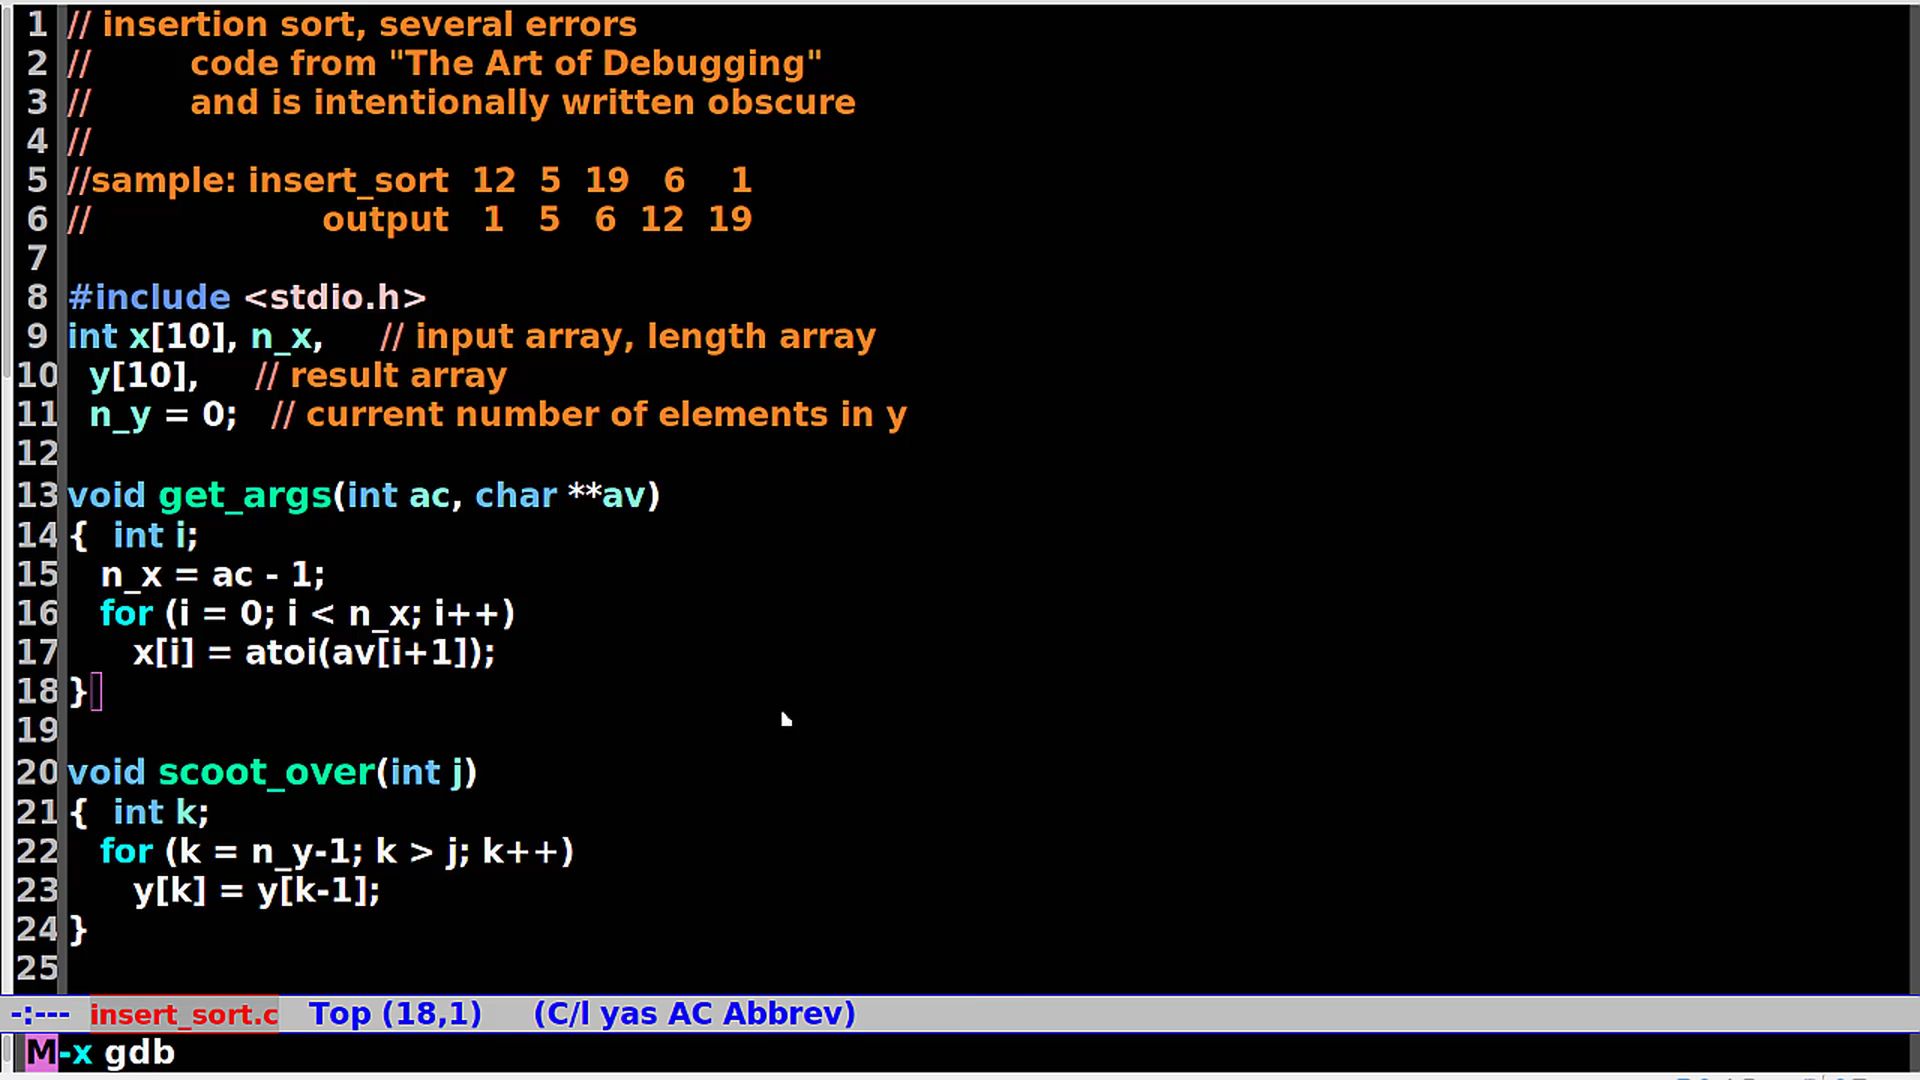 1 // insertion sort, several errors
2 //         code from "The Art of Debugging"
3 //         and is intentionally written obscure
4 //
5 //sample: insert_sort  12  5  19   6    1
6 //                    output   1   5   6  12  19
7
8 #include <stdio.h>
9 int x[10], n_x,     // input array, length array
10   y[10],     // result array
11   n_y = 0;   // current number of elements in y
12
13 void get_args(int ac, char **av)
14 {  int i;
15    n_x = ac - 1;
16    for (i = 0; i < n_x; i++)
17       x[i] = atoi(av[i+1]);
18 }
19
20 void scoot_over(int j)
21 {  int k;
22    for (k = n_y-1; k > j; k++)
23       y[k] = y[k-1];
24 }
25
-:---  insert_sort.c   Top (18,1)    (C/l yas AC Abbrev)
M-x gdb